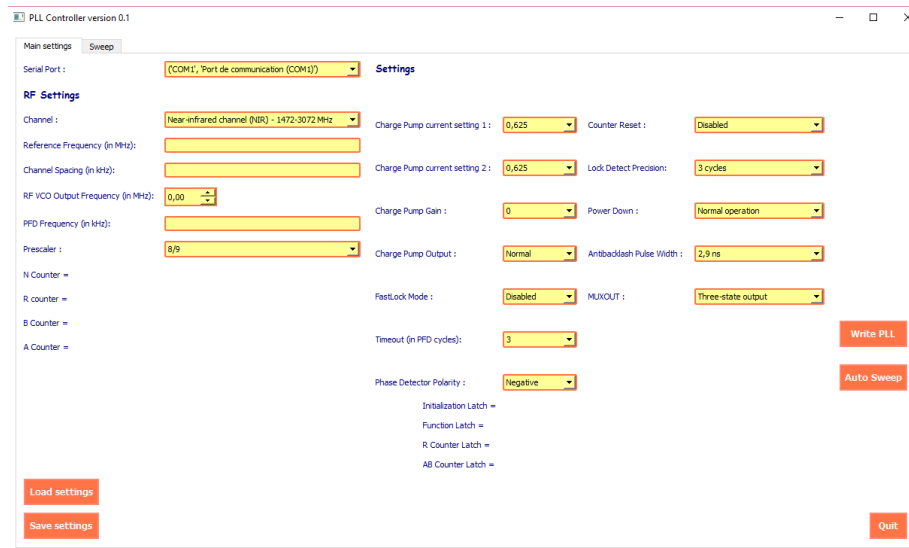 PLL Controller version 0.1
Main settings
Sweep
Serial Port :
('COM1', 'Port de communication (COM1)')
RF Settings
Channel :
Near-infrared channel (NIR) - 1472-3072 MHz
Reference Frequency (in MHz):
Channel Spacing (in kHz):
RF VCO Output Frequency (in MHz):
0,00
PFD Frequency (in kHz):
Prescaler :
8/9
N Counter =
R counter =
B Counter =
A Counter =
Settings
Charge Pump current setting 1 :
0,625
Charge Pump current setting 2 :
0,625
Charge Pump Gain :
0
Charge Pump Output :
Normal
FastLock Mode :
Disabled
Timeout (in PFD cycles):
3
Phase Detector Polarity :
Negative
Initialization Latch =
Function Latch =
R Counter Latch =
AB Counter Latch =
Counter Reset :
Disabled
Lock Detect Precision:
3 cycles
Power Down :
Normal operation
Antibacklash Pulse Width :
2,9 ns
MUXOUT :
Three-state output
Write PLL
Auto Sweep
Load settings
Save settings
Quit